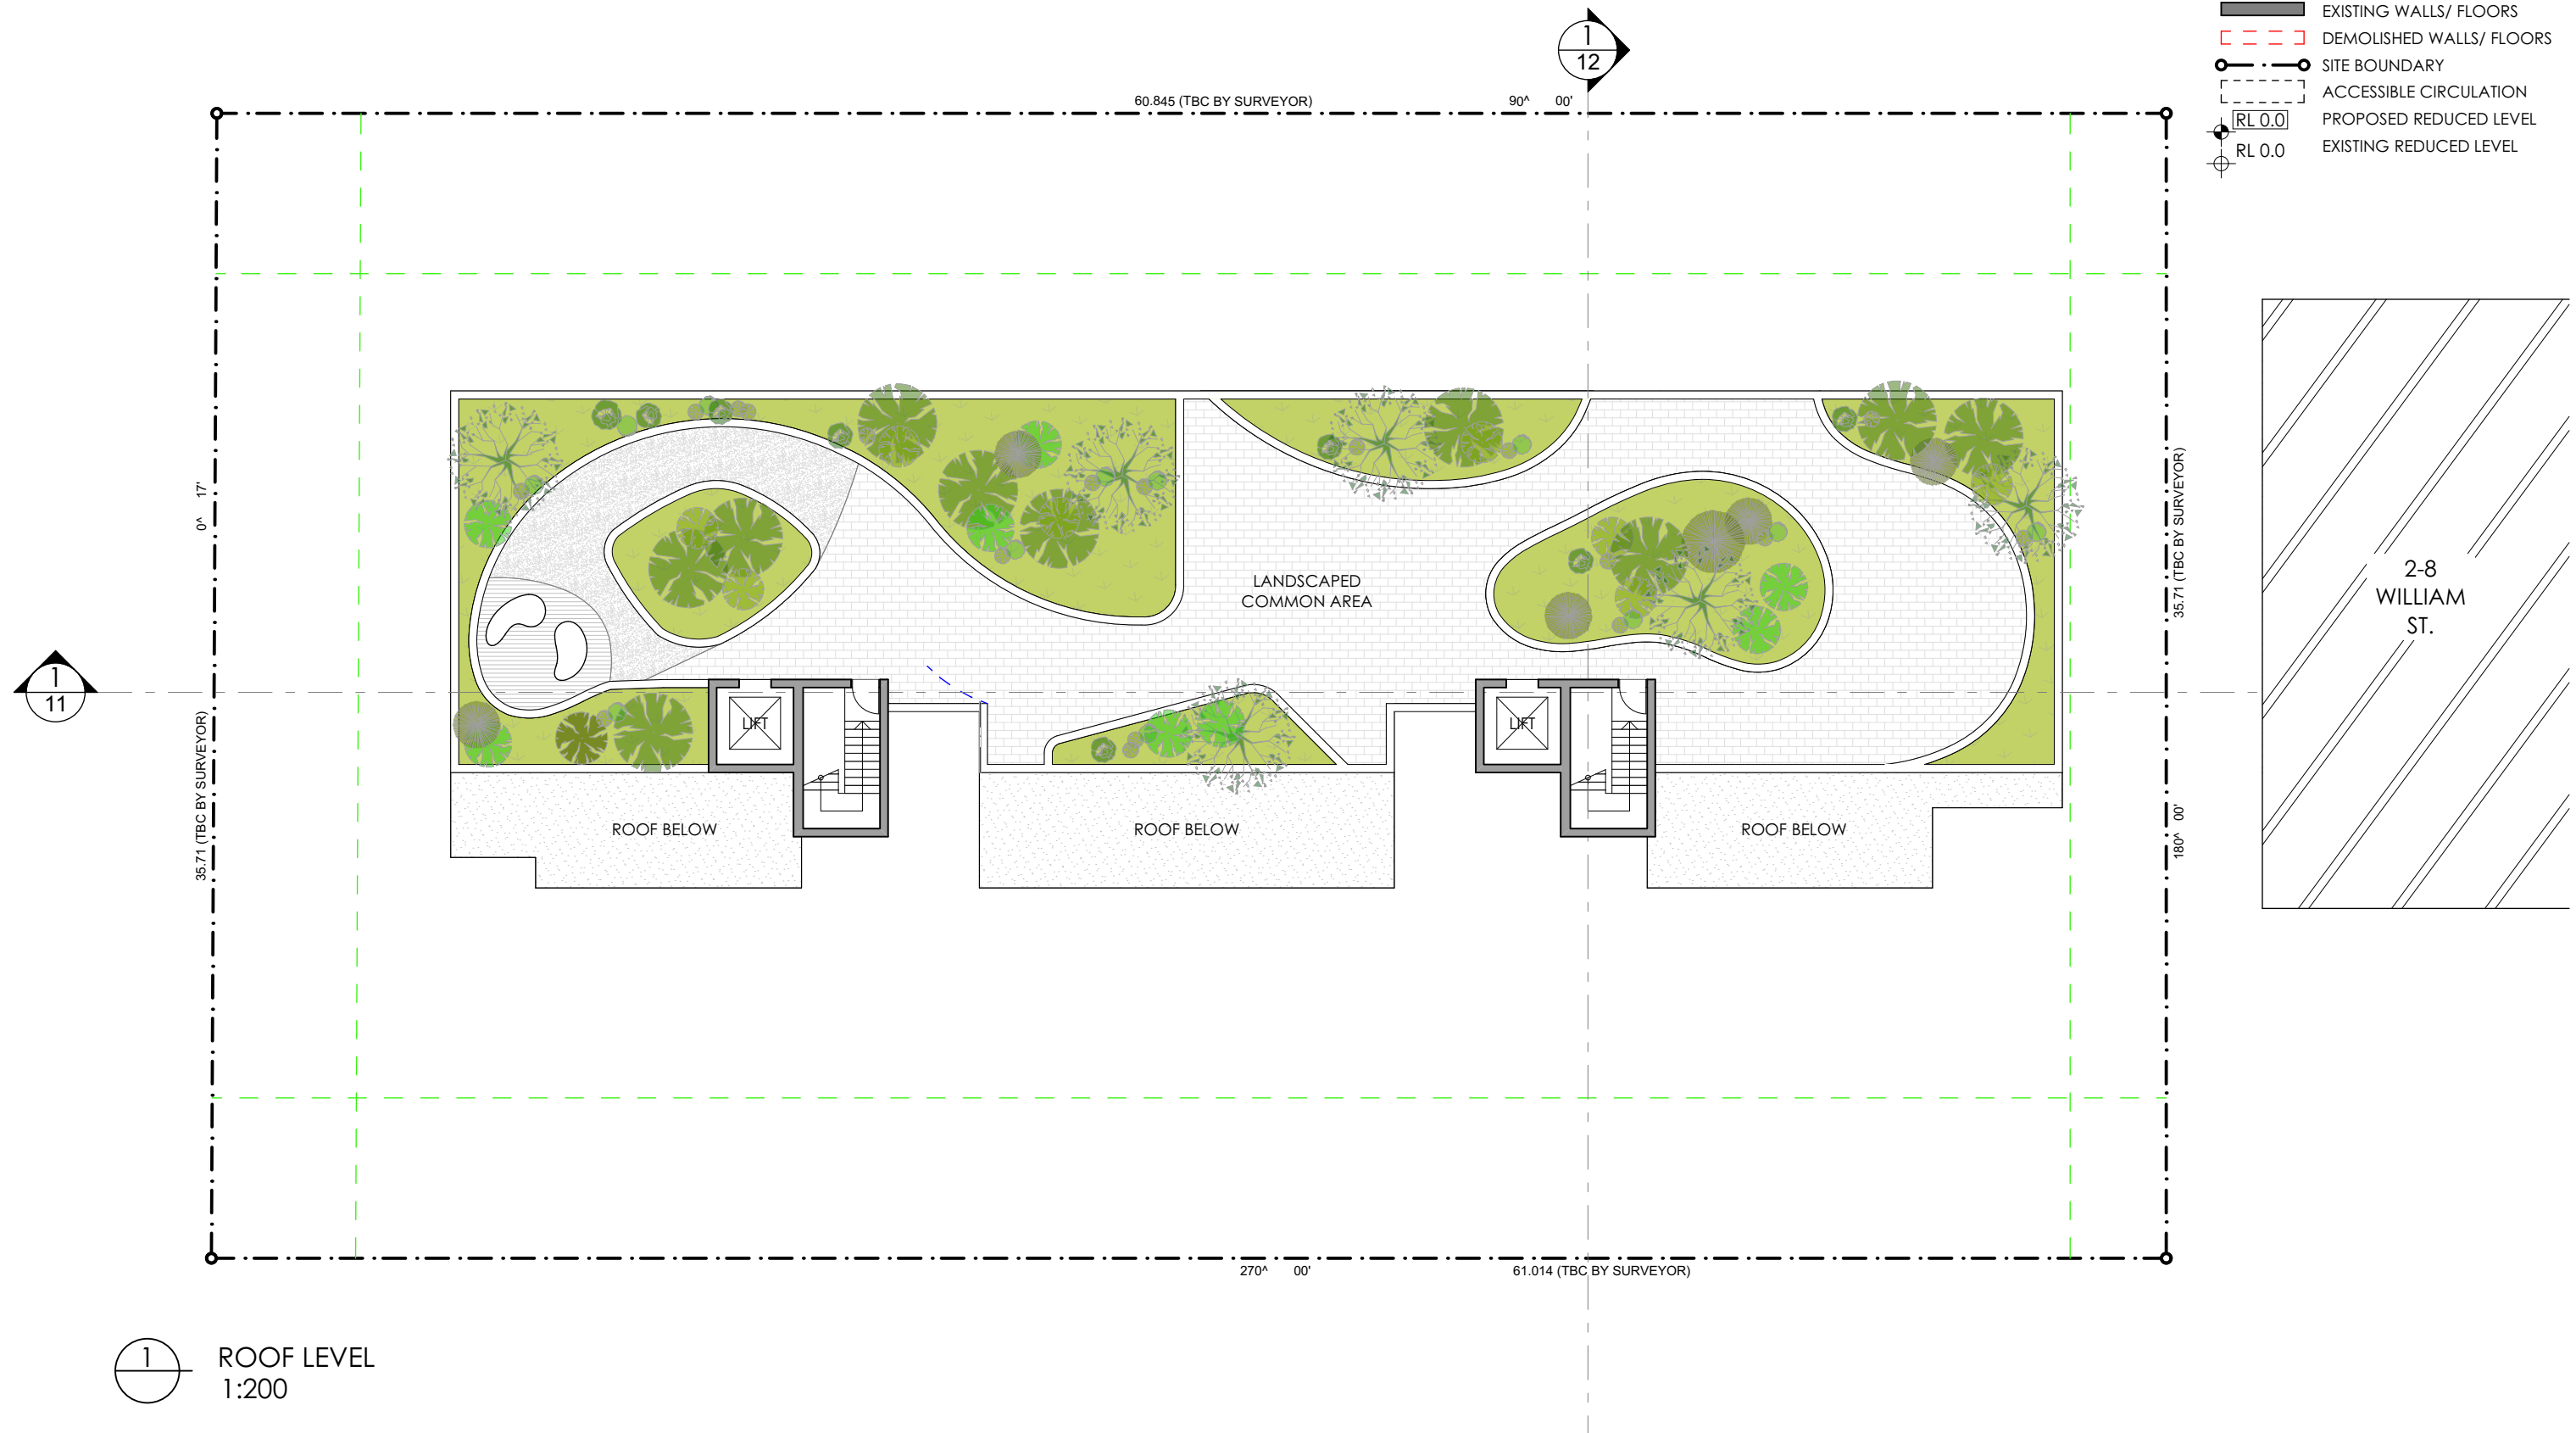 EXISTING WALLS/ FLOORS
DEMOLISHED WALLS/ FLOORS
SITE BOUNDARY
ACCESSIBLE CIRCULATION
RL 0.0 PROPOSED REDUCED LEVEL
RL 0.0 EXISTING REDUCED LEVEL
1
12
60.845 (TBC BY SURVEYOR) 90^ 00'
0^ 17'
35.71 (TBC BY SURVEYOR)
35.71 (TBC BY SURVEYOR)
180^ 00'
2-8
WILLIAM
ST.
LANDSCAPED
COMMON AREA
1
11
LIFT
LIFT
ROOF BELOW
ROOF BELOW
ROOF BELOW
270^ 00' 61.014 (TBC BY SURVEYOR)
1
ROOF LEVEL
1:200